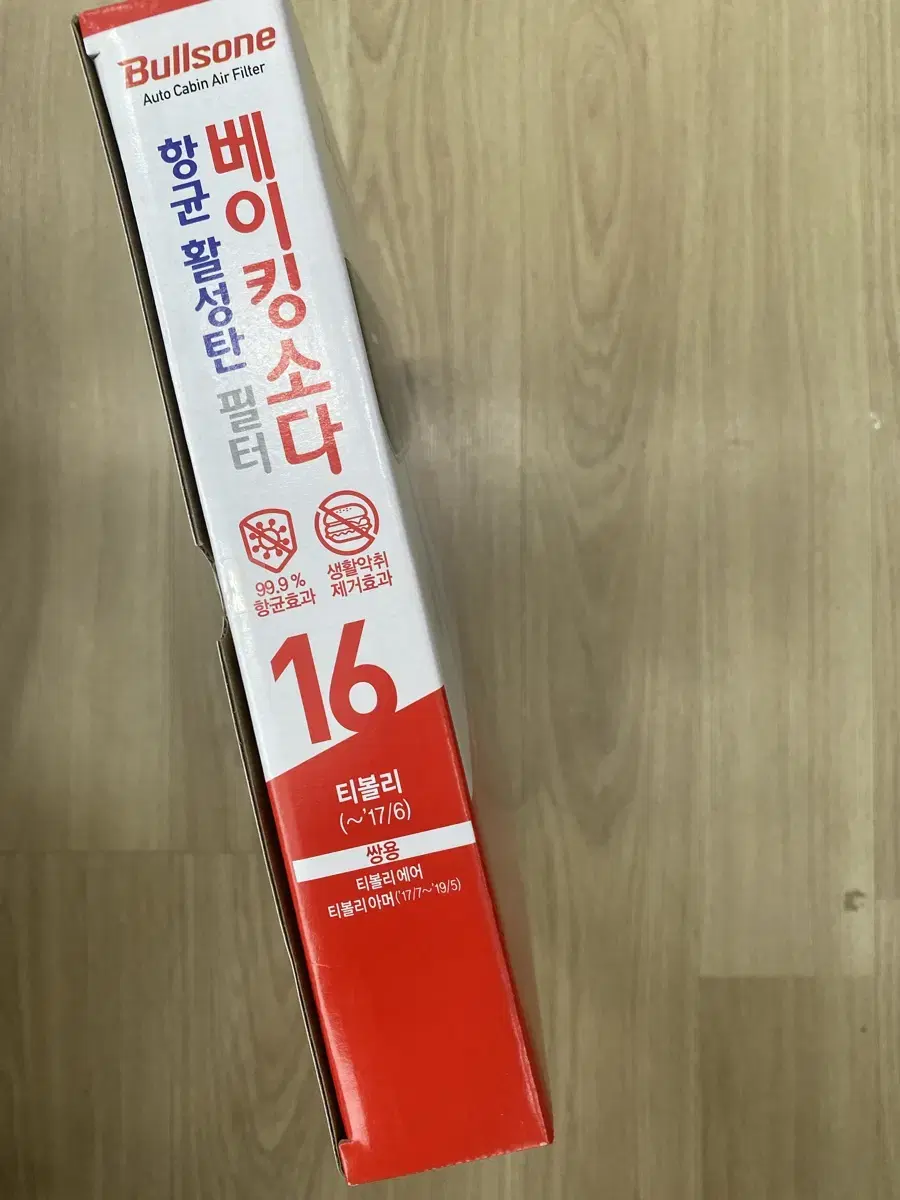 Bullsone
Auto Cabin Air Filter
베이킹소다
항균 활성탄 필터
99.9 %
항균효과
생활악취
제거효과
16
티볼리
(~'17/6)
쌍용
티볼리 에어
티볼리 아머('17/7~'19/5)